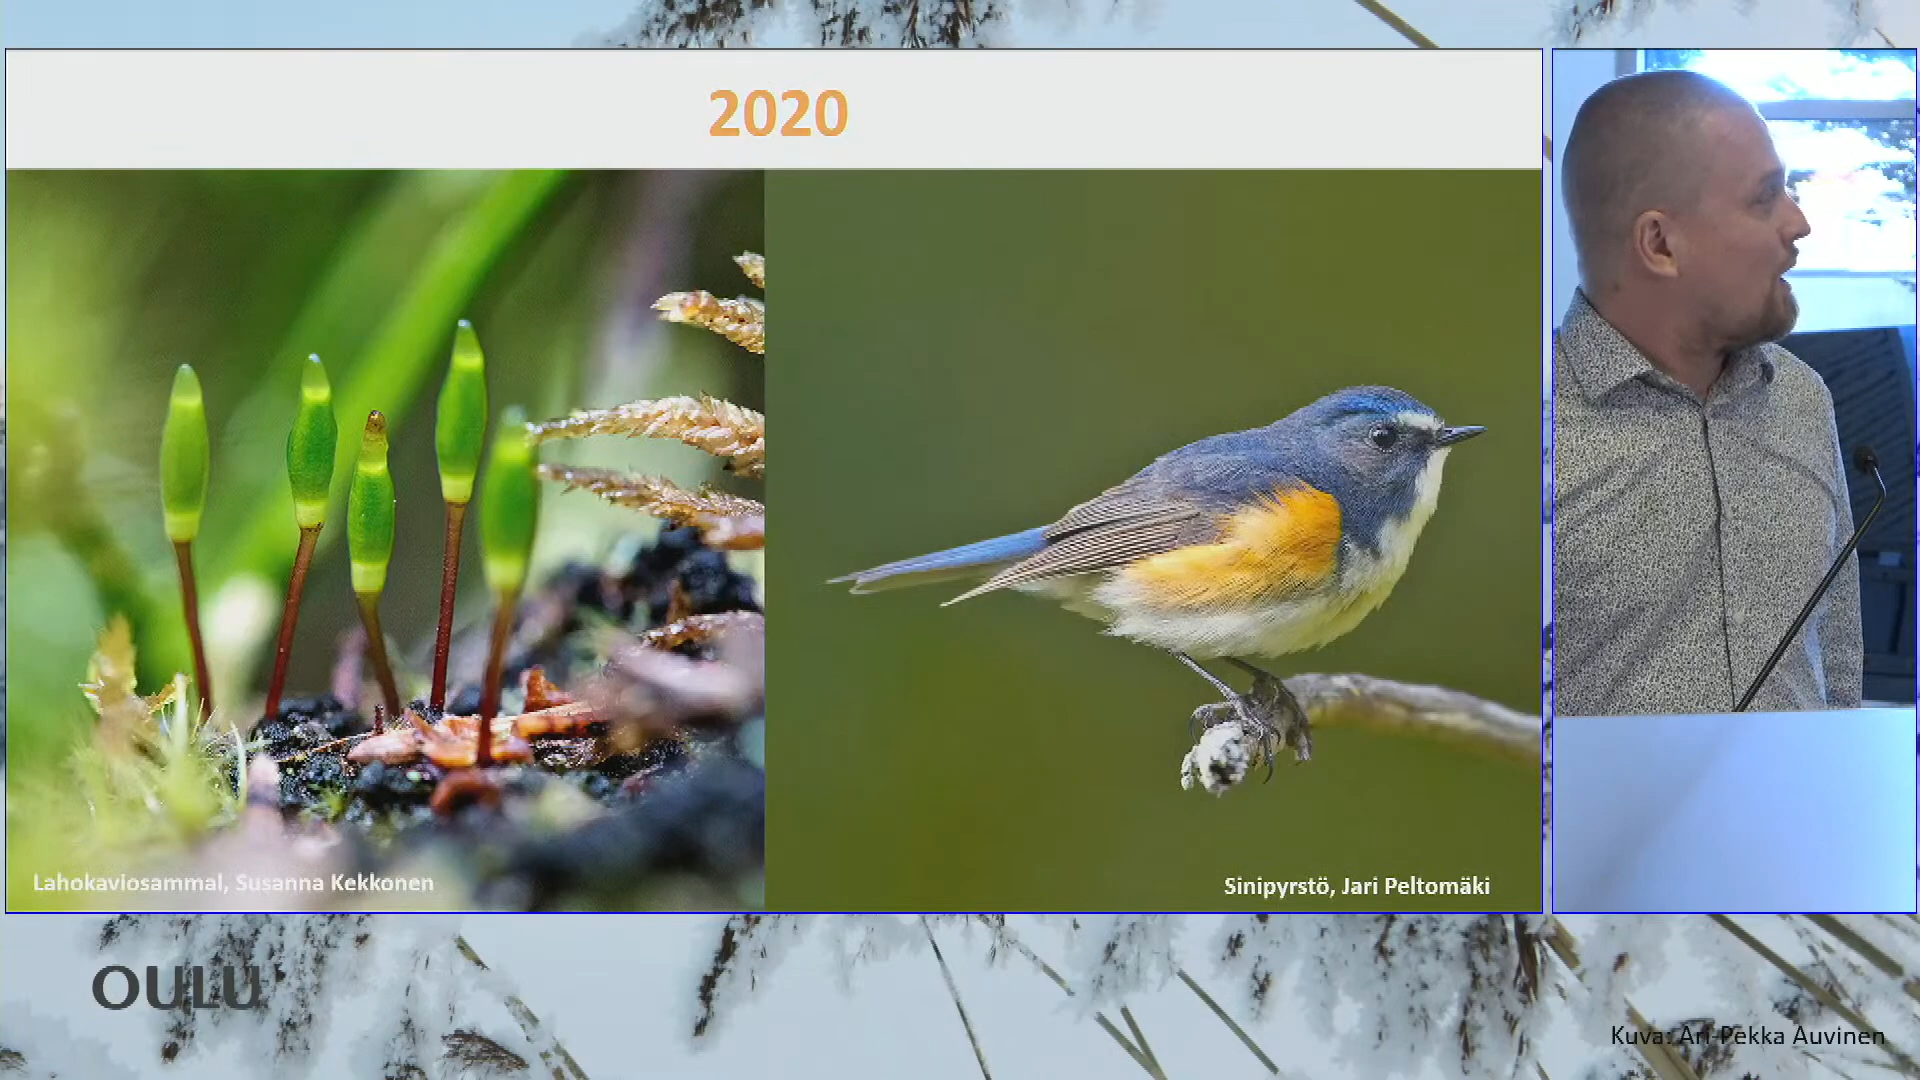 2020
Lahokaviosammal, Susanna Kekkonen
Sinipyrstö, Jari Peltomäki
OULU
Kuva: Ari-Pekka Auvinen